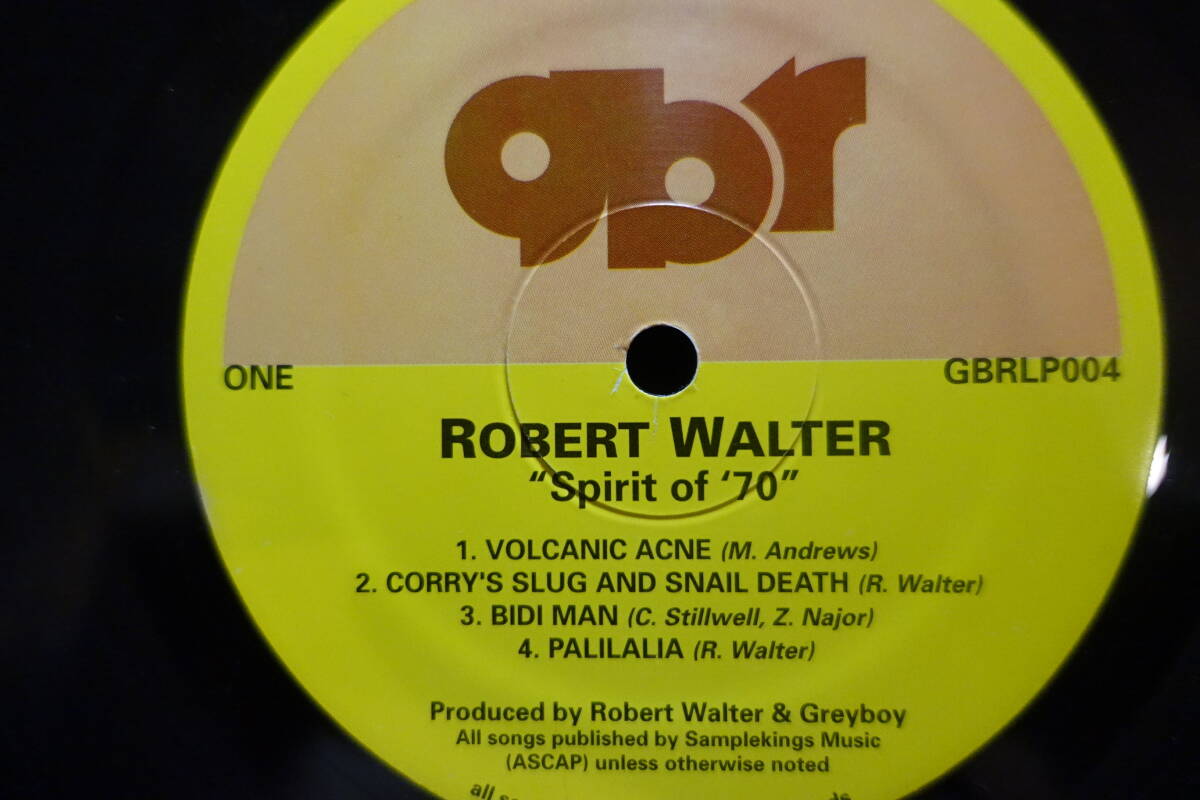 gbr
ONE
GBRLP004
ROBERT WALTER
“Spirit of ‘70”
1. VOLCANIC ACNE (M. Andrews)
2. CORRY'S SLUG AND SNAIL DEATH (R. Walter)
3. BIDI MAN (C. Stillwell, Z. Najor)
4. PALILALIA (R. Walter)
Produced by Robert Walter & Greyboy
All songs published by Samplekings Music
(ASCAP) unless otherwise noted
all